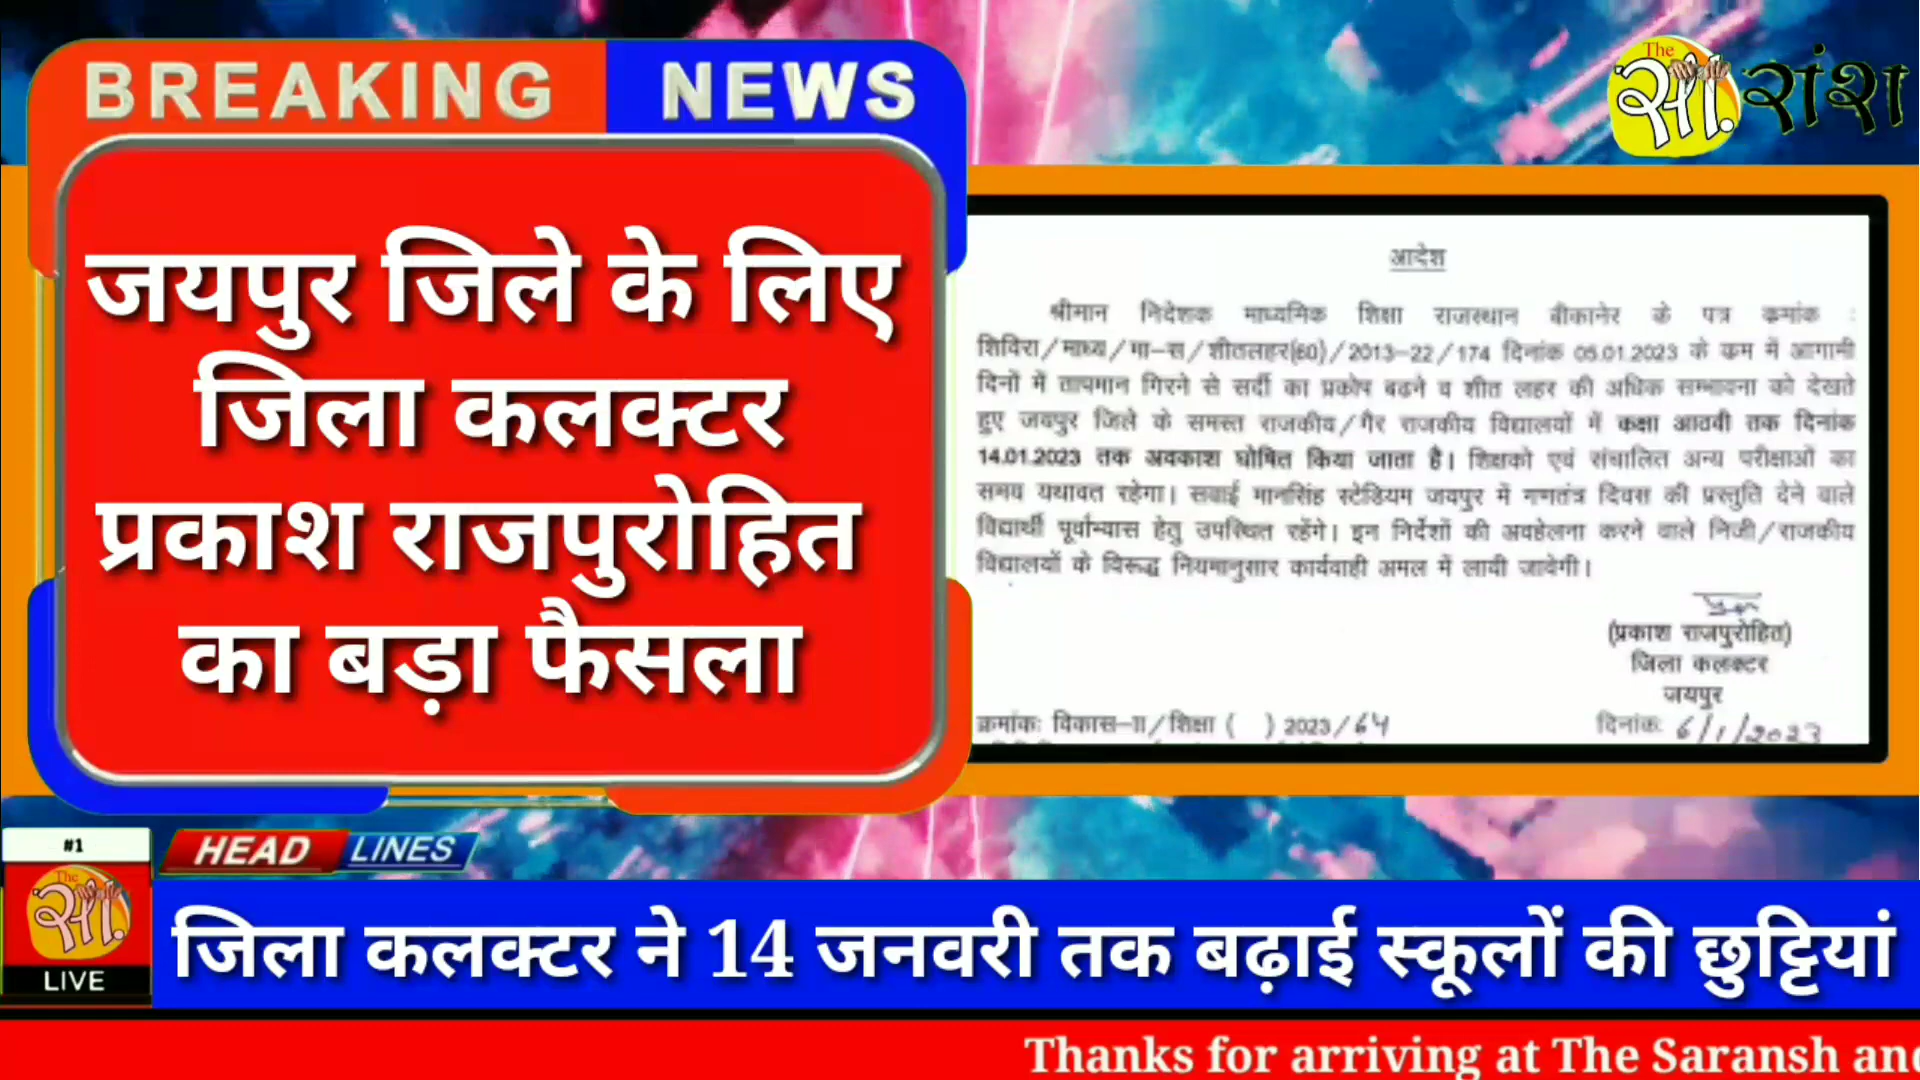 BREAKING NEWS
The सा. रांश
जयपुर जिले के लिए
जिला कलक्टर
प्रकाश राजपुरोहित
का बड़ा फैसला
आदेश
श्रीमान निदेशक माध्यमिक शिक्षा राजस्थान बीकानेर के पत्र क्रमांक :
शिविरा/माध्य/मा-स/शीतलहर(60)/2013-22/174 दिनांक 05.01.2023 के कम में आगामी
दिनों में तापमान गिरने से सर्दी का प्रकोप बढने व शीत लहर की अधिक सम्भावना को देखते
हुए जयपुर जिले के समस्त राजकीय/गैर राजकीय विद्यालयों में कक्षा आठवी तक दिनांक
14.01.2023 तक अवकाश घोषित किया जाता है। शिक्षको एवं संचालित अन्य परीक्षाओं का
समय यथावत रहेगा। सवाई मानसिंह स्टेडियम जयपुर में गणतंत्र दिवस की प्रस्तुति देने वाले
विद्यार्थी पूर्वाभ्यास हेतु उपस्थित रहेंगे। इन निर्देशों की अवहेलना करने वाले निजी/राजकीय
विद्यालयों के विरूद्ध नियमानुसार कार्यवाही अमल में लायी जावेगी।
(प्रकाश राजपुरोहित)
जिला कलक्टर
जयपुर
क्रमांकः विकास-II/शिक्षा ( ) 2023/64
दिनांकः 6/1/2023
#1
HEAD LINES
The सा.
LIVE
जिला कलक्टर ने 14 जनवरी तक बढ़ाई स्कूलों की छुट्टियां
Thanks for arriving at The Saransh and